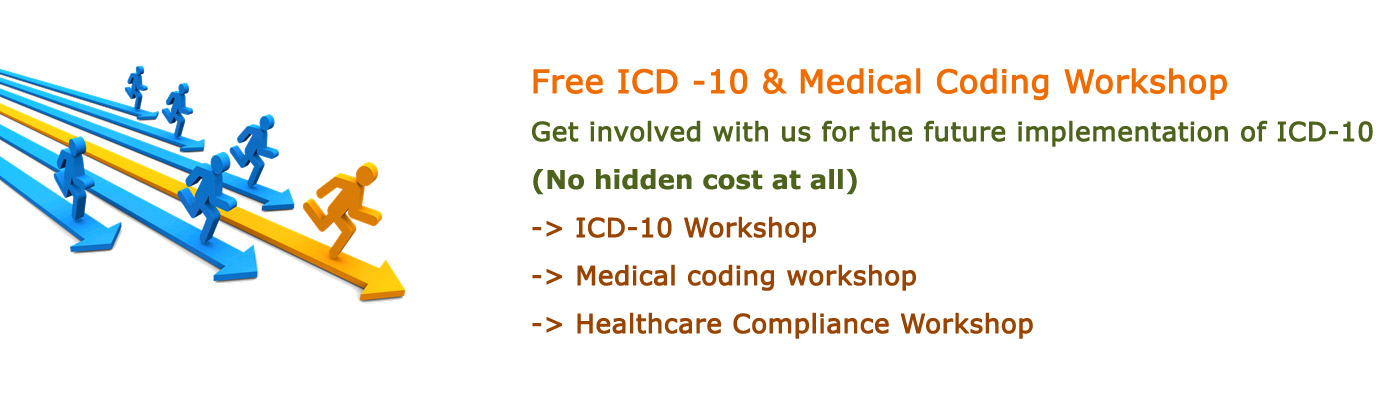 Free ICD -10 & Medical Coding Workshop
Get involved with us for the future implementation of ICD-10
(No hidden cost at all)
-> ICD-10 Workshop
-> Medical coding workshop
-> Healthcare Compliance Workshop